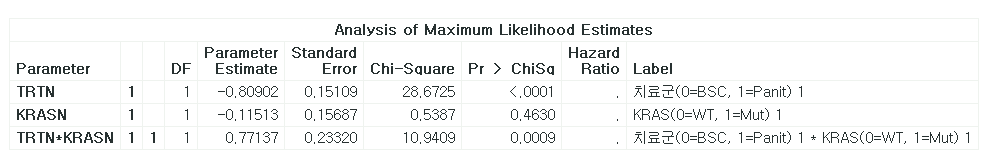 Analysis of Maximum Likelihood Estimates
Parameter DF Parameter Estimate Standard Error Chi-Square Pr > ChiSq Hazard Ratio Label
TRTN 1 1 -0.80902 0.15109 28.6725 <.0001 . 치료군(0=BSC, 1=Panit) 1
KRASN 1 1 -0.11513 0.15687 0.5387 0.4630 . KRAS(0=WT, 1=Mut) 1
TRTN*KRASN 1 1 1 0.77137 0.23320 10.9409 0.0009 . 치료군(0=BSC, 1=Panit) 1 * KRAS(0=WT, 1=Mut) 1